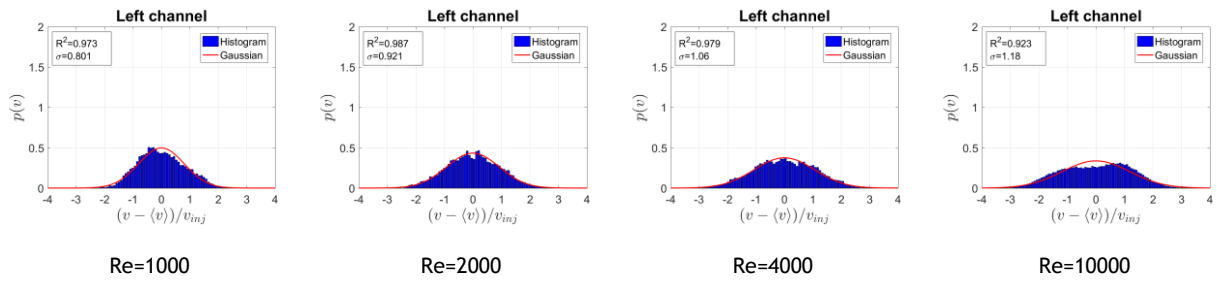 Left channel
R²=0.973
σ=0.801
Histogram
Gaussian
2
1.5
1
0.5
0
p(v)
-4 -3 -2 -1 0 1 2 3 4
(v − ⟨v⟩)/v_inj
Re=1000
Left channel
R²=0.987
σ=0.921
Histogram
Gaussian
2
1.5
1
0.5
0
p(v)
-4 -3 -2 -1 0 1 2 3 4
(v − ⟨v⟩)/v_inj
Re=2000
Left channel
R²=0.979
σ=1.06
Histogram
Gaussian
2
1.5
1
0.5
0
p(v)
-4 -3 -2 -1 0 1 2 3 4
(v − ⟨v⟩)/v_inj
Re=4000
Left channel
R²=0.923
σ=1.18
Histogram
Gaussian
2
1.5
1
0.5
0
p(v)
-4 -3 -2 -1 0 1 2 3 4
(v − ⟨v⟩)/v_inj
Re=10000